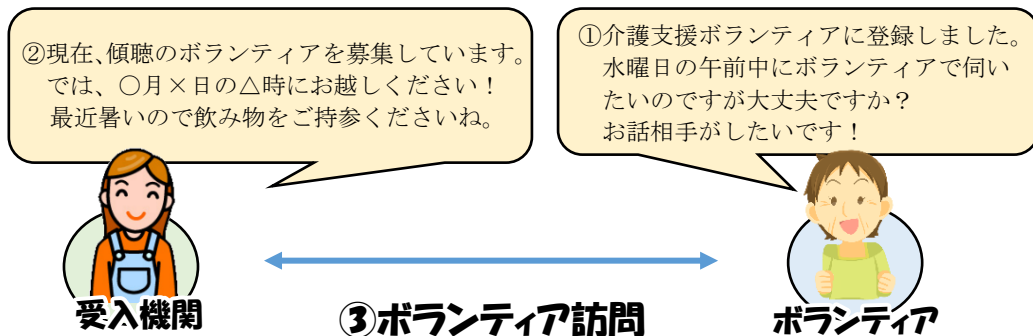 ②現在、傾聴のボランティアを募集しています。
では、〇月×日の△時にお越しください！
最近暑いので飲み物をご持参くださいね。
①介護支援ボランティアに登録しました。
水曜日の午前中にボランティアで伺い
たいのですが大丈夫ですか？
お話相手がしたいです！
受入機関
③ボランティア訪問
ボランティア